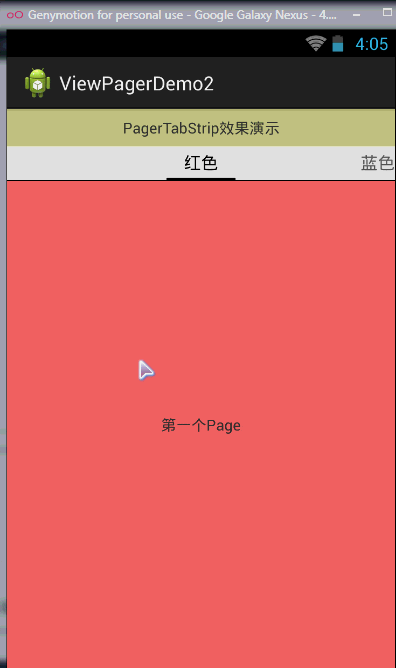 Genymotion for personal use - Google Galaxy Nexus - 4....
4:05
ViewPagerDemo2
PagerTabStrip效果演示
红色 蓝色
第一个Page